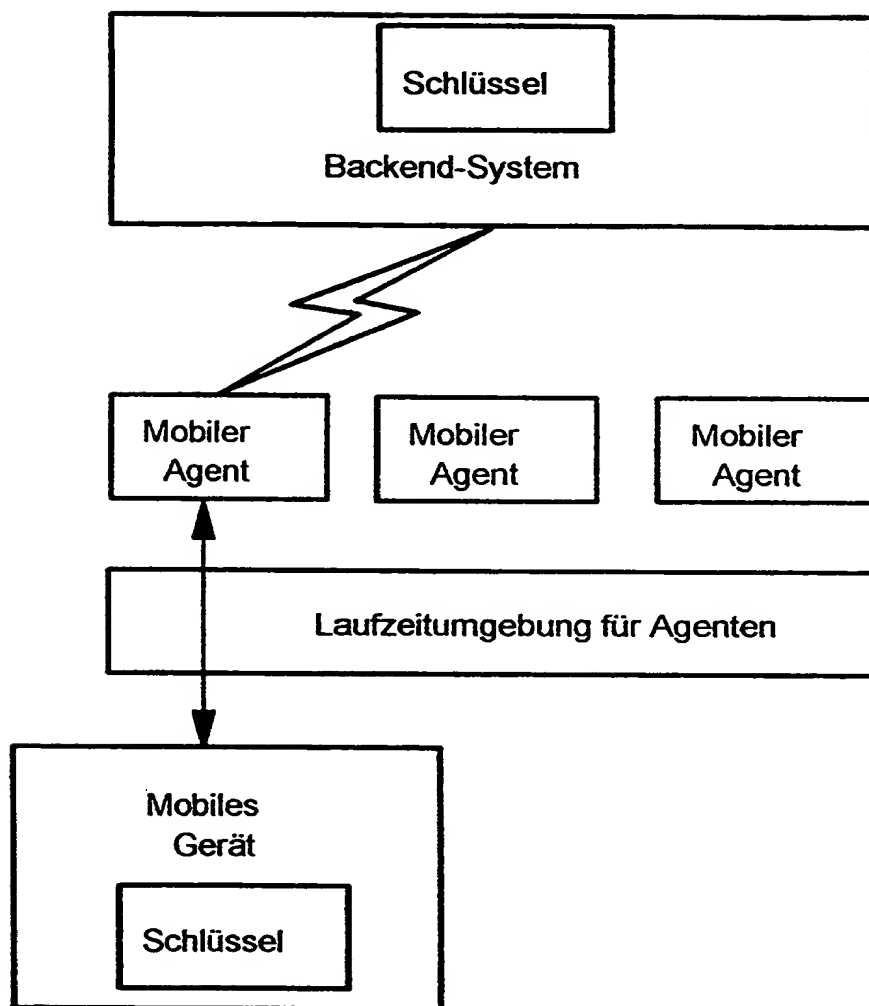 Schlüssel
Backend-System
Mobiler
Agent
Mobiler
Agent
Mobiler
Agent
Laufzeitumgebung für Agenten
Mobiles
Gerät
Schlüssel